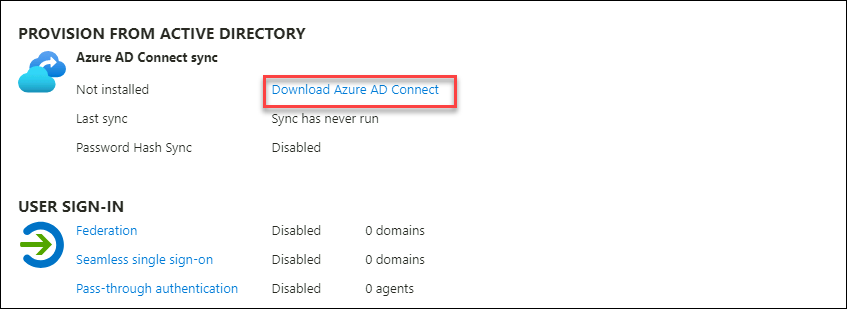 PROVISION FROM ACTIVE DIRECTORY
Azure AD Connect sync
Not installed Download Azure AD Connect
Last sync Sync has never run
Password Hash Sync Disabled
USER SIGN-IN
Federation Disabled 0 domains
Seamless single sign-on Disabled 0 domains
Pass-through authentication Disabled 0 agents